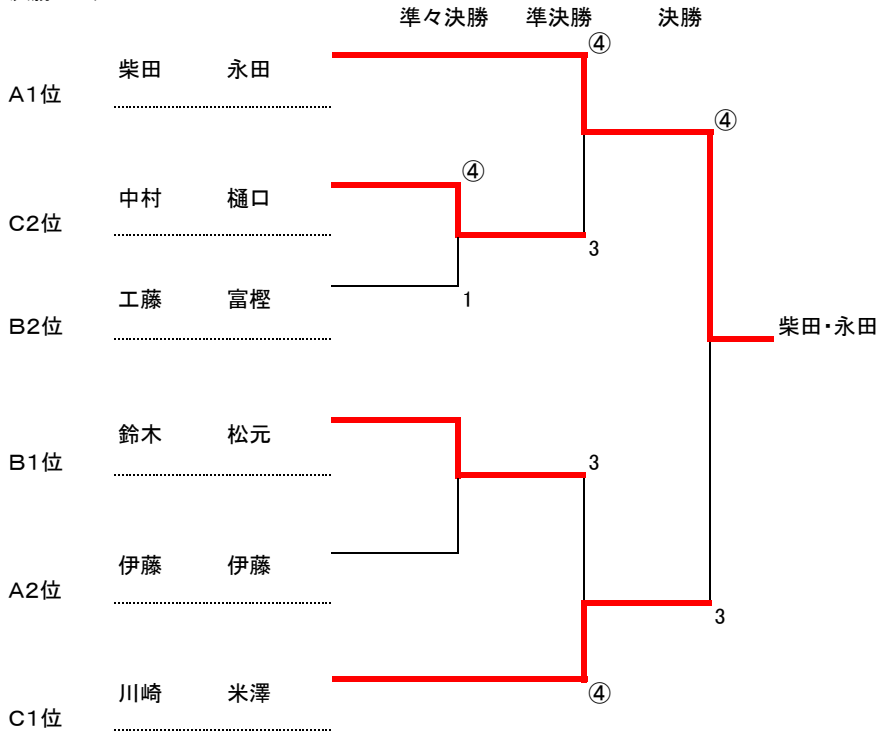 準々決勝 準決勝 決勝
④
柴田 永田
A1位
④
④
中村 樋口
C2位
3
工藤 富樫
1
B2位
柴田・永田
鈴木 松元
B1位
3
伊藤 伊藤
A2位
3
川崎 米澤
④
C1位